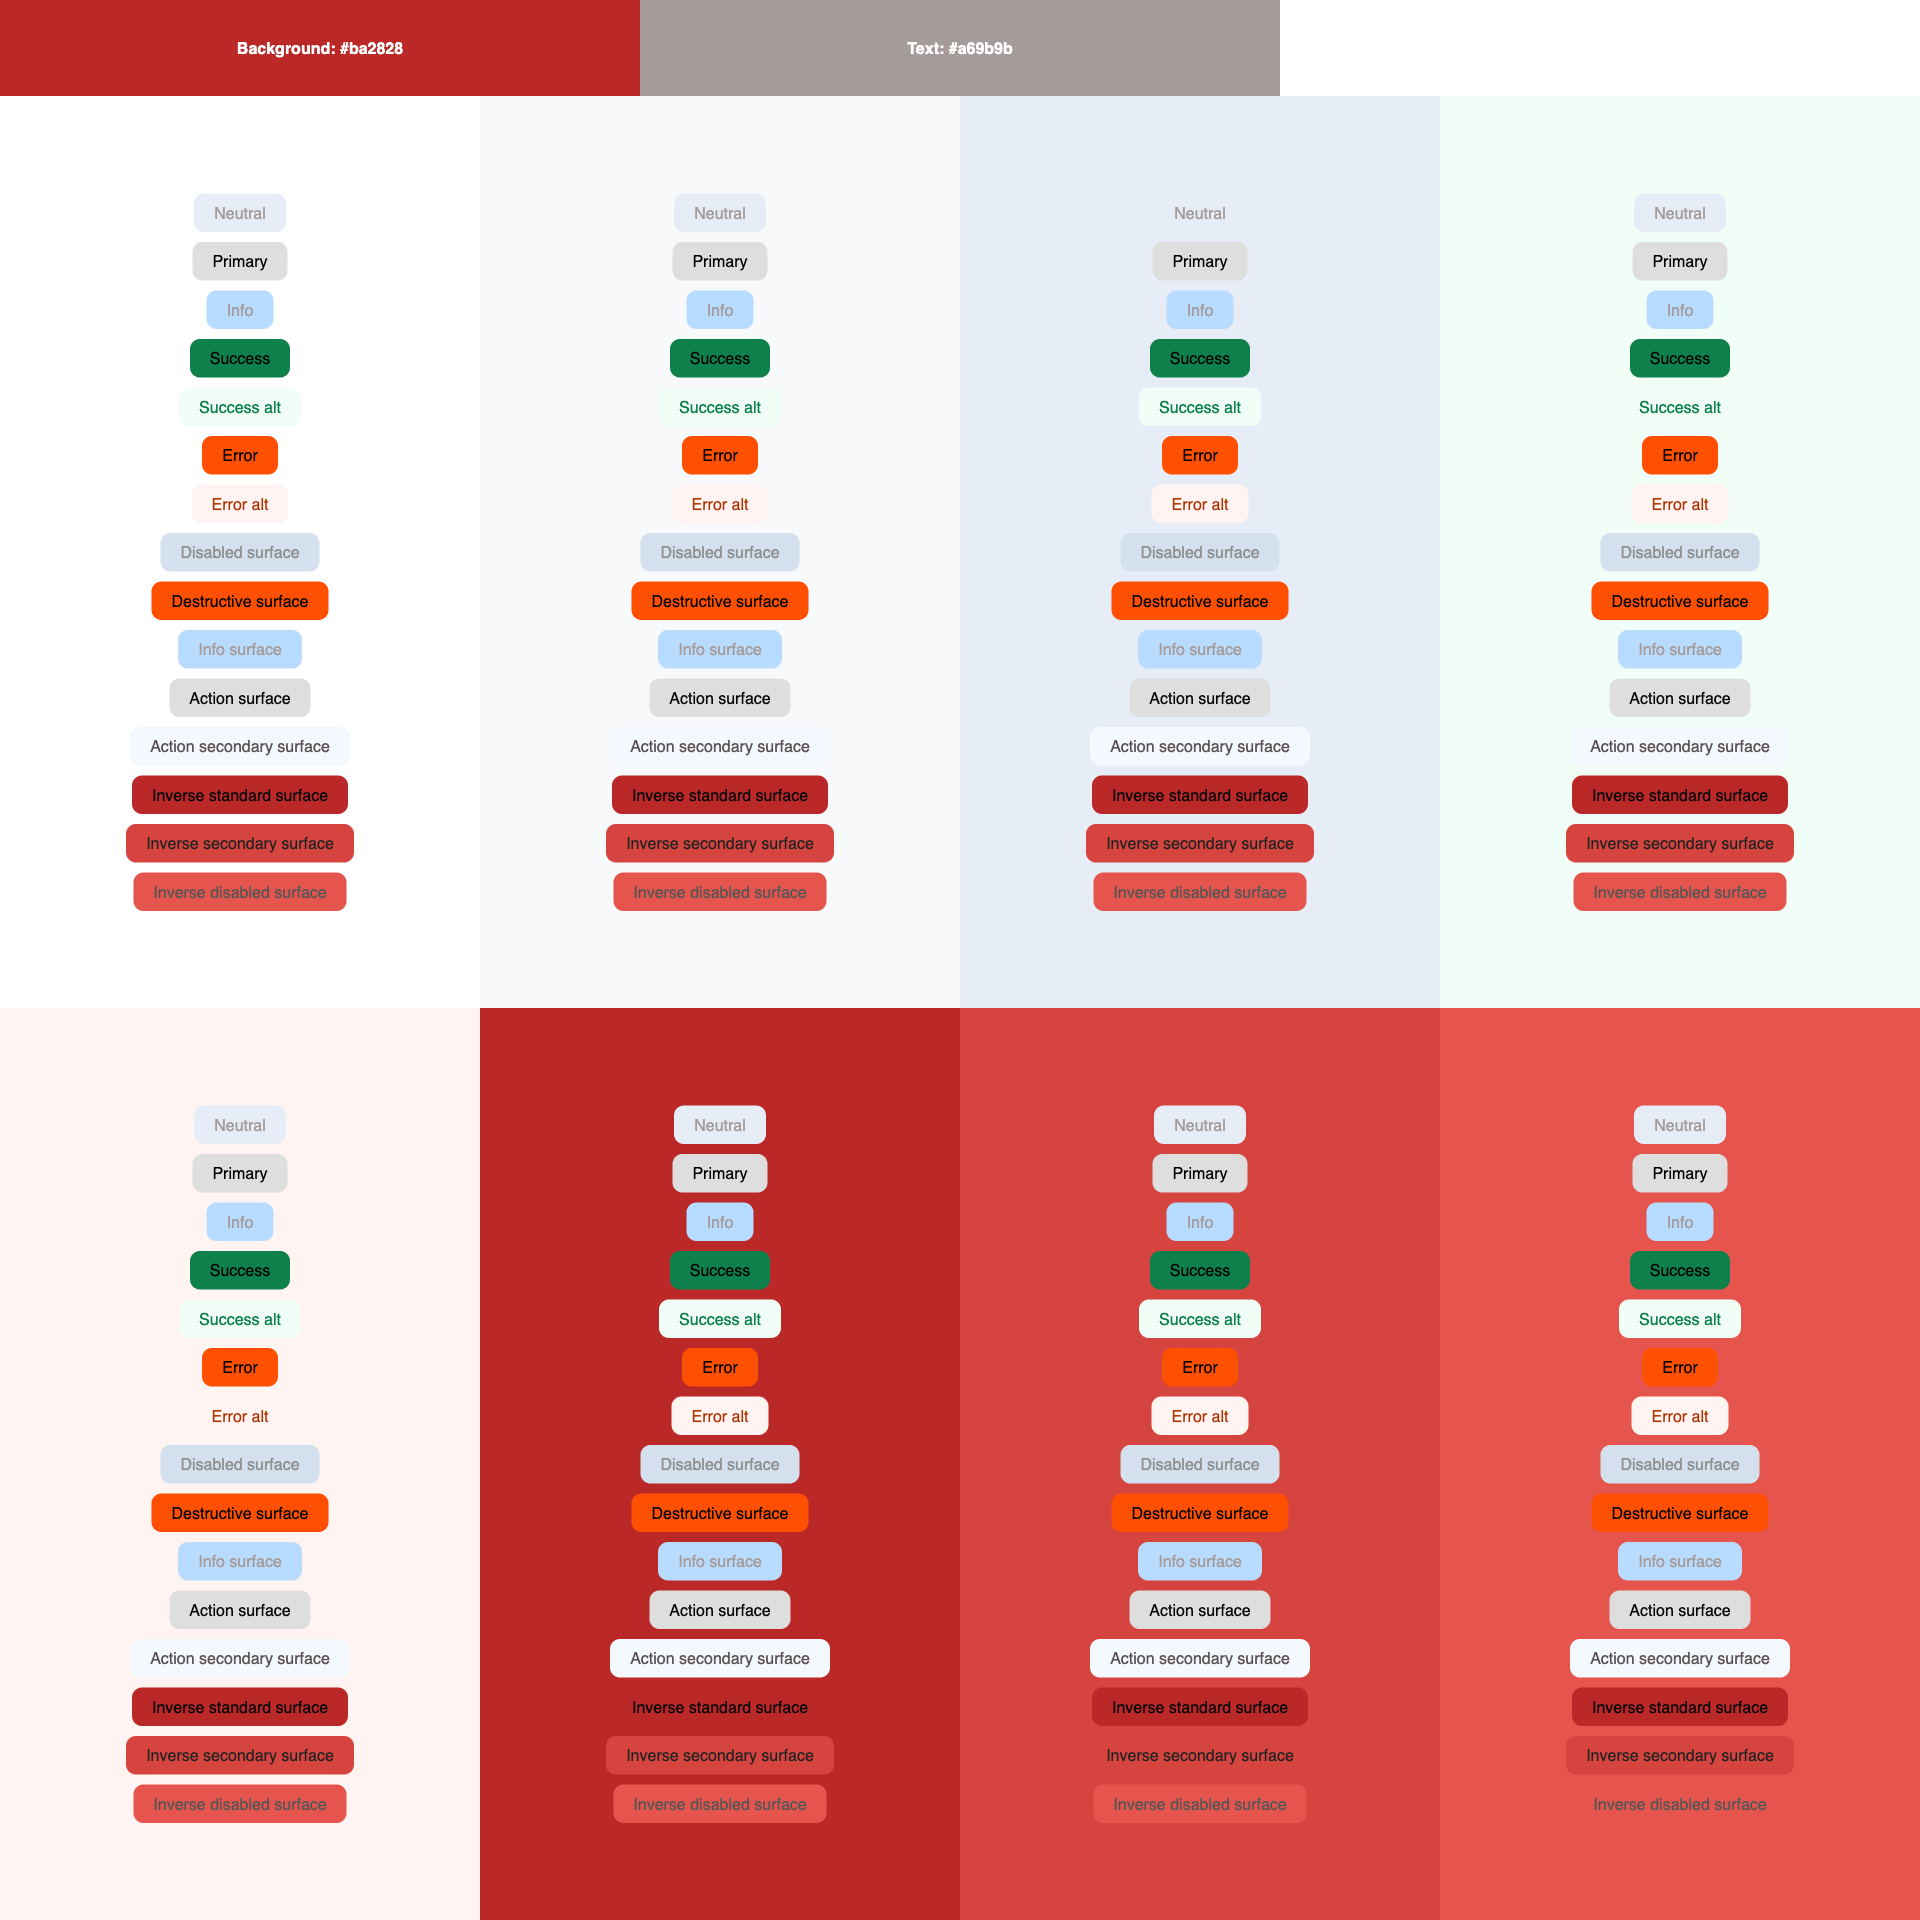 Background: #ba2828
Text: #a69b9b
Neutral
Primary
Info
Success
Success alt
Error
Error alt
Disabled surface
Destructive surface
Info surface
Action surface
Action secondary surface
Inverse standard surface
Inverse secondary surface
Inverse disabled surface
Neutral
Primary
Info
Success
Success alt
Error
Error alt
Disabled surface
Destructive surface
Info surface
Action surface
Action secondary surface
Inverse standard surface
Inverse secondary surface
Inverse disabled surface
Neutral
Primary
Info
Success
Success alt
Error
Error alt
Disabled surface
Destructive surface
Info surface
Action surface
Action secondary surface
Inverse standard surface
Inverse secondary surface
Inverse disabled surface
Neutral
Primary
Info
Success
Success alt
Error
Error alt
Disabled surface
Destructive surface
Info surface
Action surface
Action secondary surface
Inverse standard surface
Inverse secondary surface
Inverse disabled surface
Neutral
Primary
Info
Success
Success alt
Error
Error alt
Disabled surface
Destructive surface
Info surface
Action surface
Action secondary surface
Inverse standard surface
Inverse secondary surface
Inverse disabled surface
Neutral
Primary
Info
Success
Success alt
Error
Error alt
Disabled surface
Destructive surface
Info surface
Action surface
Action secondary surface
Inverse standard surface
Inverse secondary surface
Inverse disabled surface
Neutral
Primary
Info
Success
Success alt
Error
Error alt
Disabled surface
Destructive surface
Info surface
Action surface
Action secondary surface
Inverse standard surface
Inverse secondary surface
Inverse disabled surface
Neutral
Primary
Info
Success
Success alt
Error
Error alt
Disabled surface
Destructive surface
Info surface
Action surface
Action secondary surface
Inverse standard surface
Inverse secondary surface
Inverse disabled surface